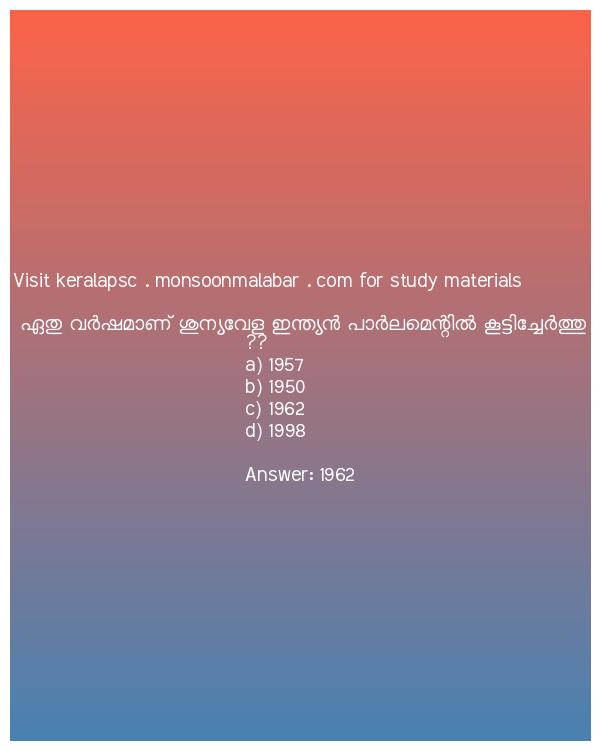 Visit keralapsc . monsoonmalabar . com for study materials
ഏതു വർഷമാണ് ശുന്യവേള ഇന്ത്യൻ പാർലമെന്റിൽ കൂട്ടിച്ചേർത്തു
??
a) 1957
b) 1950
c) 1962
d) 1998
Answer: 1962